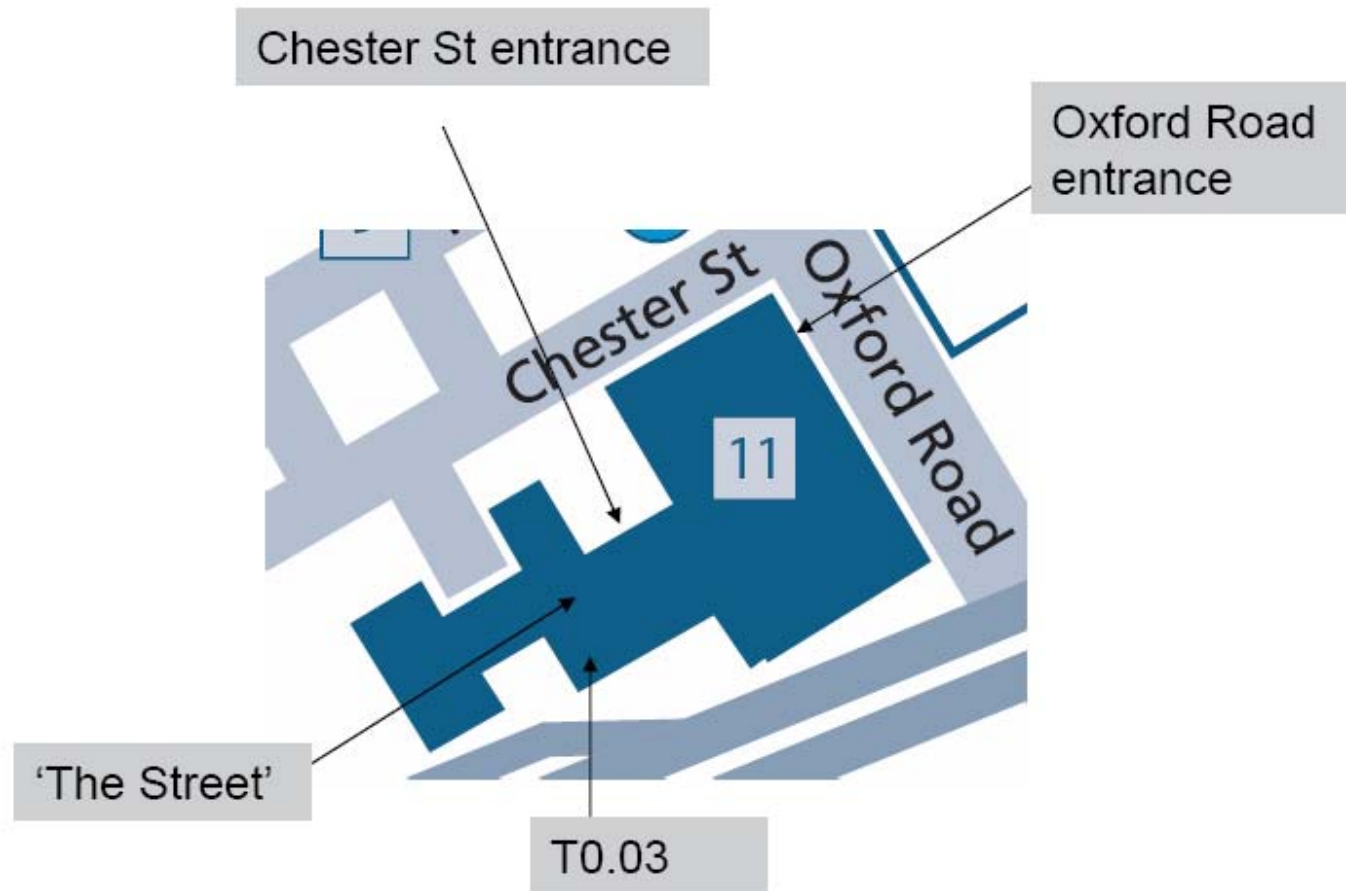 Chester St entrance
Oxford Road
entrance
Chester St
Oxford Road
11
‘The Street’
T0.03